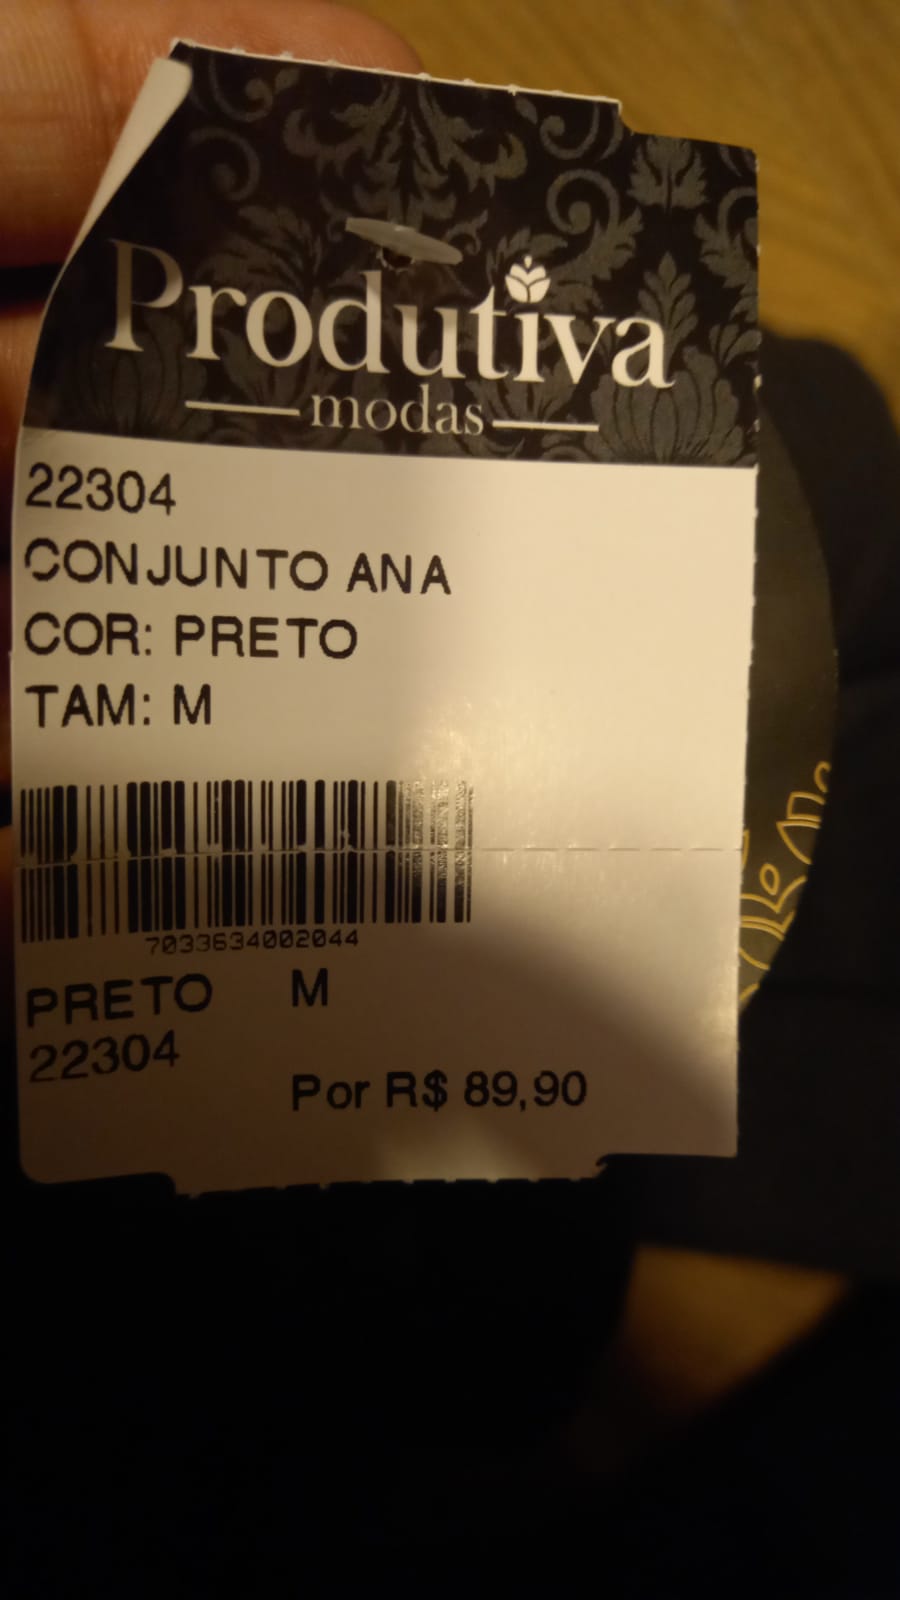 Produtiva
modas
22304
CONJUNTO ANA
COR: PRETO
TAM: M
7033634002044
PRETO M
22304
Por R$ 89,90